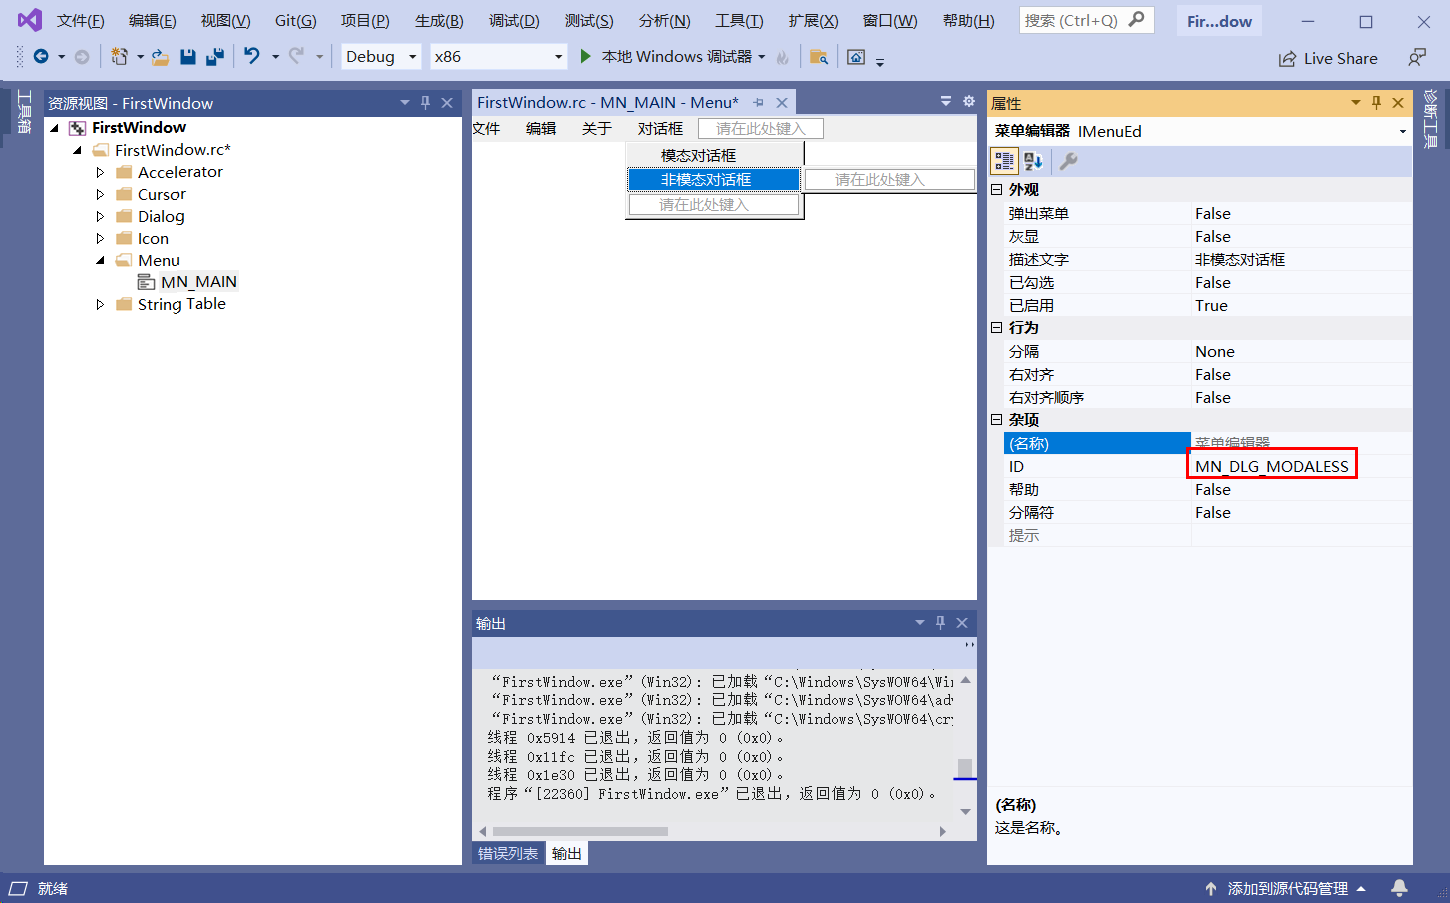 文件(F) 编辑(E) 视图(V) Git(G) 项目(P) 生成(B) 调试(D) 测试(S) 分析(N) 工具(T) 扩展(X) 窗口(W) 帮助(H) 搜索 (Ctrl+Q) Fir...dow
Debug x86 本地 Windows 调试器 Live Share
工具箱
资源视图 - FirstWindow
FirstWindow
FirstWindow.rc*
Accelerator
Cursor
Dialog
Icon
Menu
MN_MAIN
String Table
FirstWindow.rc - MN_MAIN - Menu*
文件 编辑 关于 对话框 请在此处键入
模态对话框
非模态对话框 请在此处键入
请在此处键入
输出
“FirstWindow.exe” (Win32): 已加载 “C:\Windows\SysWOW64\Wi
“FirstWindow.exe” (Win32): 已加载 “C:\Windows\SysWOW64\ad
“FirstWindow.exe” (Win32): 已加载 “C:\Windows\SysWOW64\cry
线程 0x5914 已退出，返回值为 0 (0x0)。
线程 0x11fc 已退出，返回值为 0 (0x0)。
线程 0x1e30 已退出，返回值为 0 (0x0)。
程序 “[22360] FirstWindow.exe” 已退出，返回值为 0 (0x0)。
错误列表 输出
属性
菜单编辑器 IMenuEd
外观
弹出菜单 False
灰显 False
描述文字 非模态对话框
已勾选 False
已启用 True
行为
分隔 None
右对齐 False
右对齐顺序 False
杂项
(名称) 菜单编辑器
ID MN_DLG_MODALESS
帮助 False
分隔符 False
提示
(名称)
这是名称。
诊断工具
就绪 添加到源代码管理